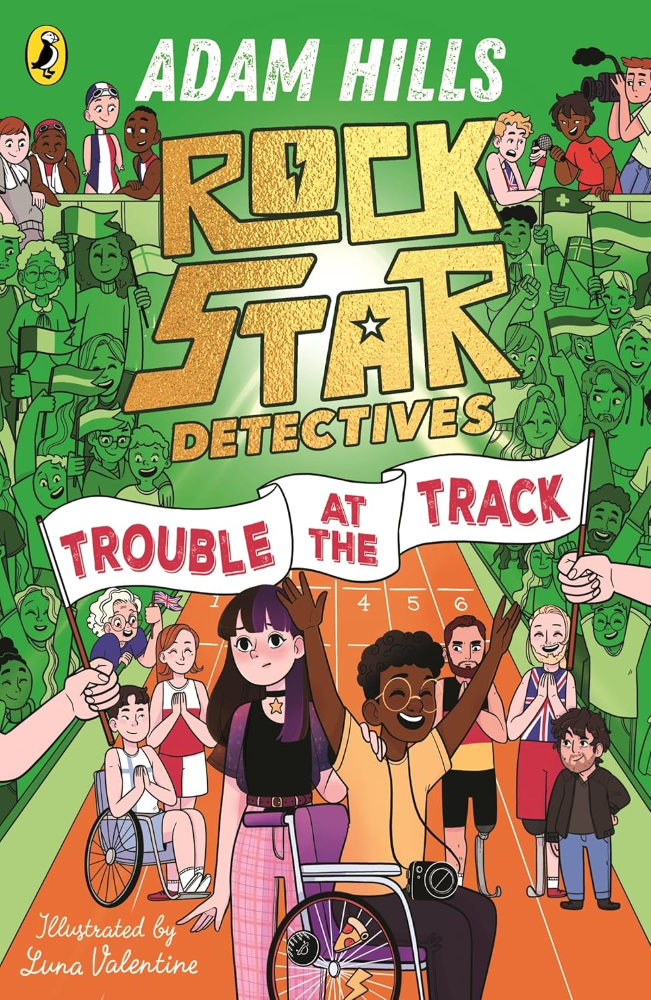 ADAM HILLS
ROCK
STAR
DETECTIVES
TROUBLE
AT
THE
TRACK
1
4 5 6
Illustrated by
Luna Valentine